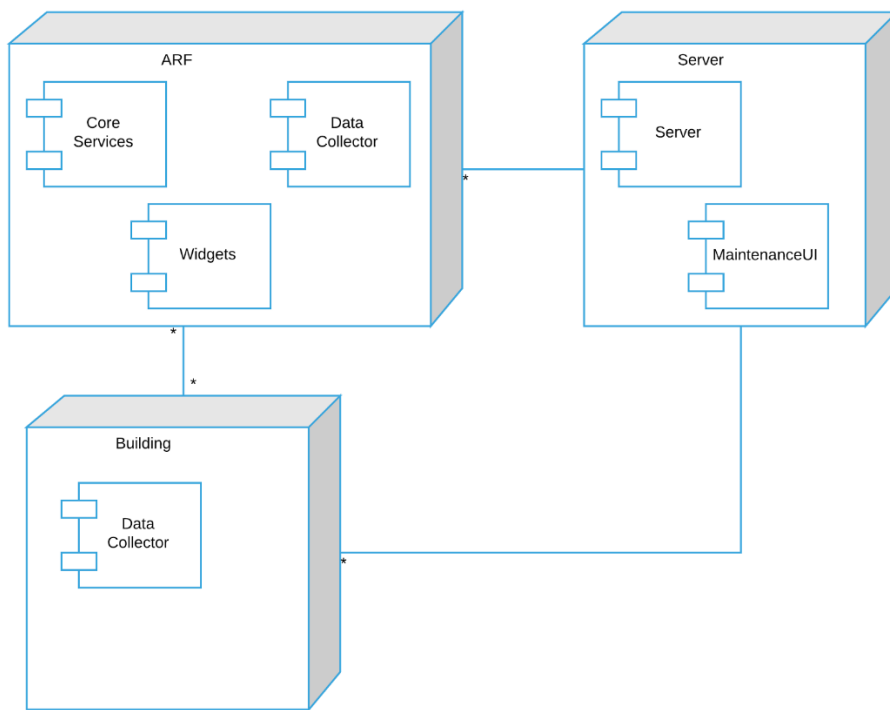 ARF
Core
Services
Data
Collector
Widgets
*
Server
Server
MaintenanceUI
*
*
Building
Data
Collector
*